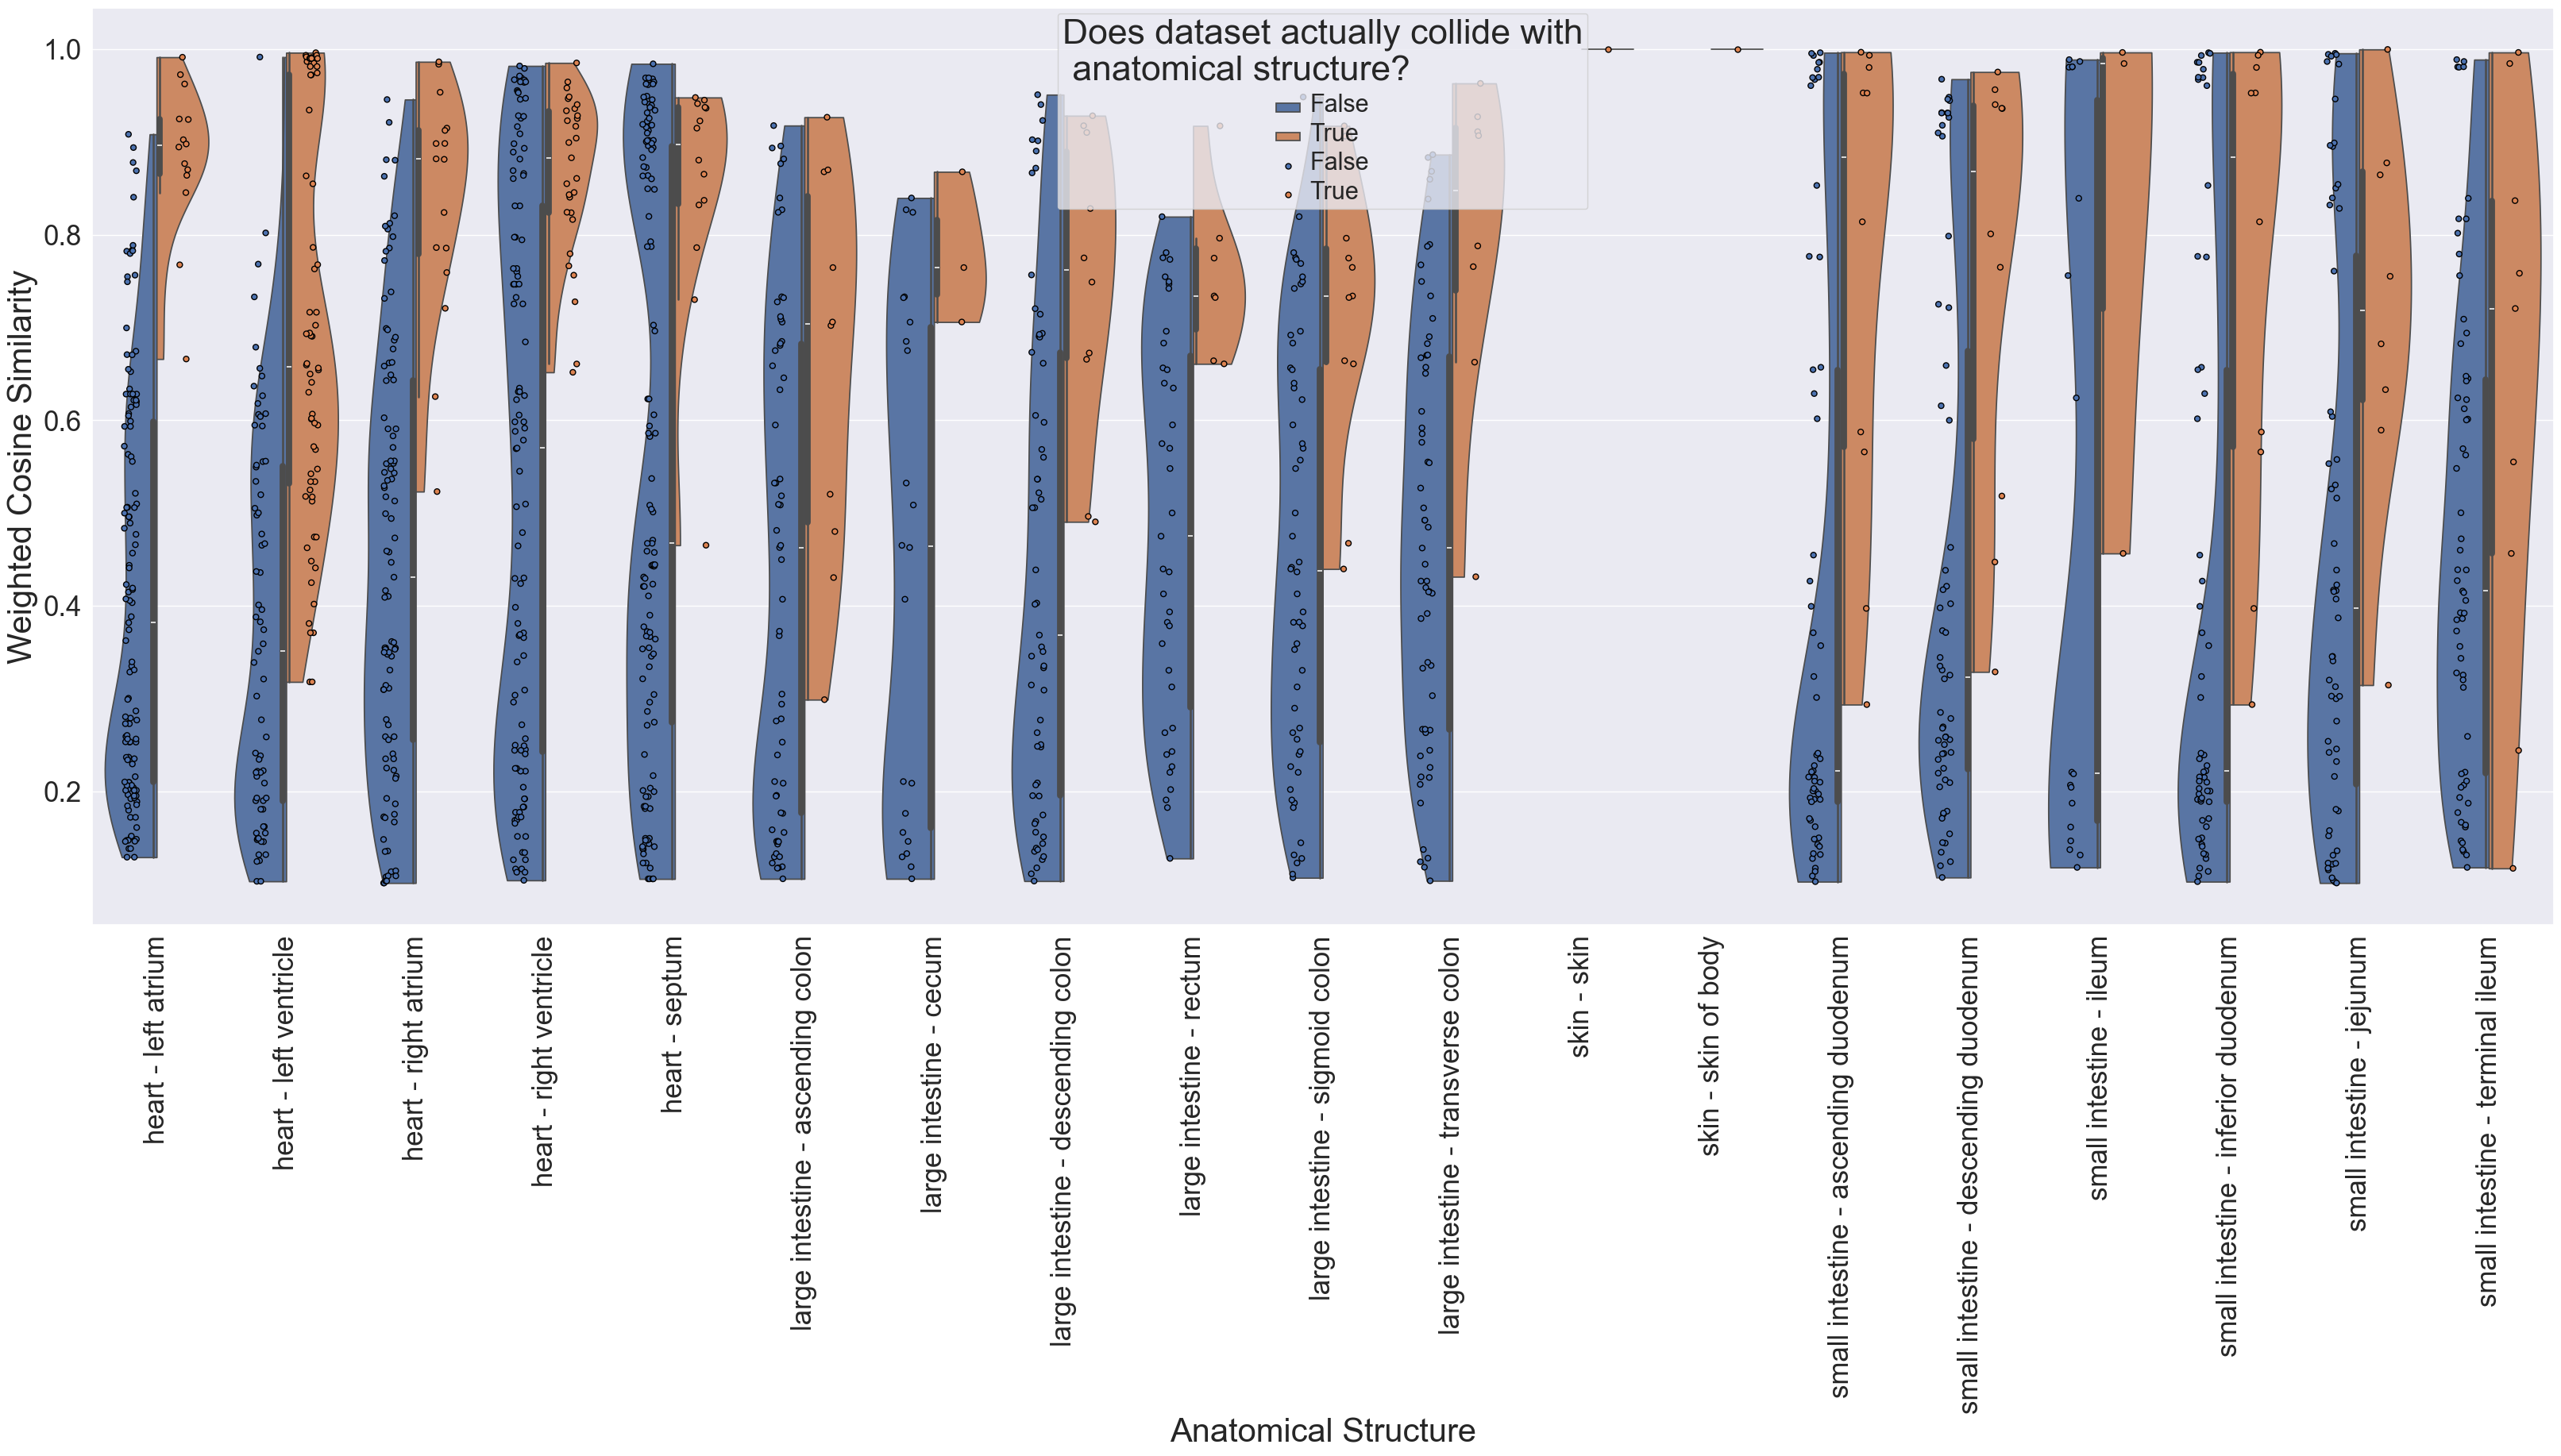 Does dataset actually collide with
anatomical structure?
False
True
False
True
Weighted Cosine Similarity
1.0
0.8
0.6
0.4
0.2
heart - left atrium
heart - left ventricle
heart - right atrium
heart - right ventricle
heart - septum
large intestine - ascending colon
large intestine - cecum
large intestine - descending colon
large intestine - rectum
large intestine - sigmoid colon
large intestine - transverse colon
skin - skin
skin - skin of body
small intestine - ascending duodenum
small intestine - descending duodenum
small intestine - ileum
small intestine - inferior duodenum
small intestine - jejunum
small intestine - terminal ileum
Anatomical Structure